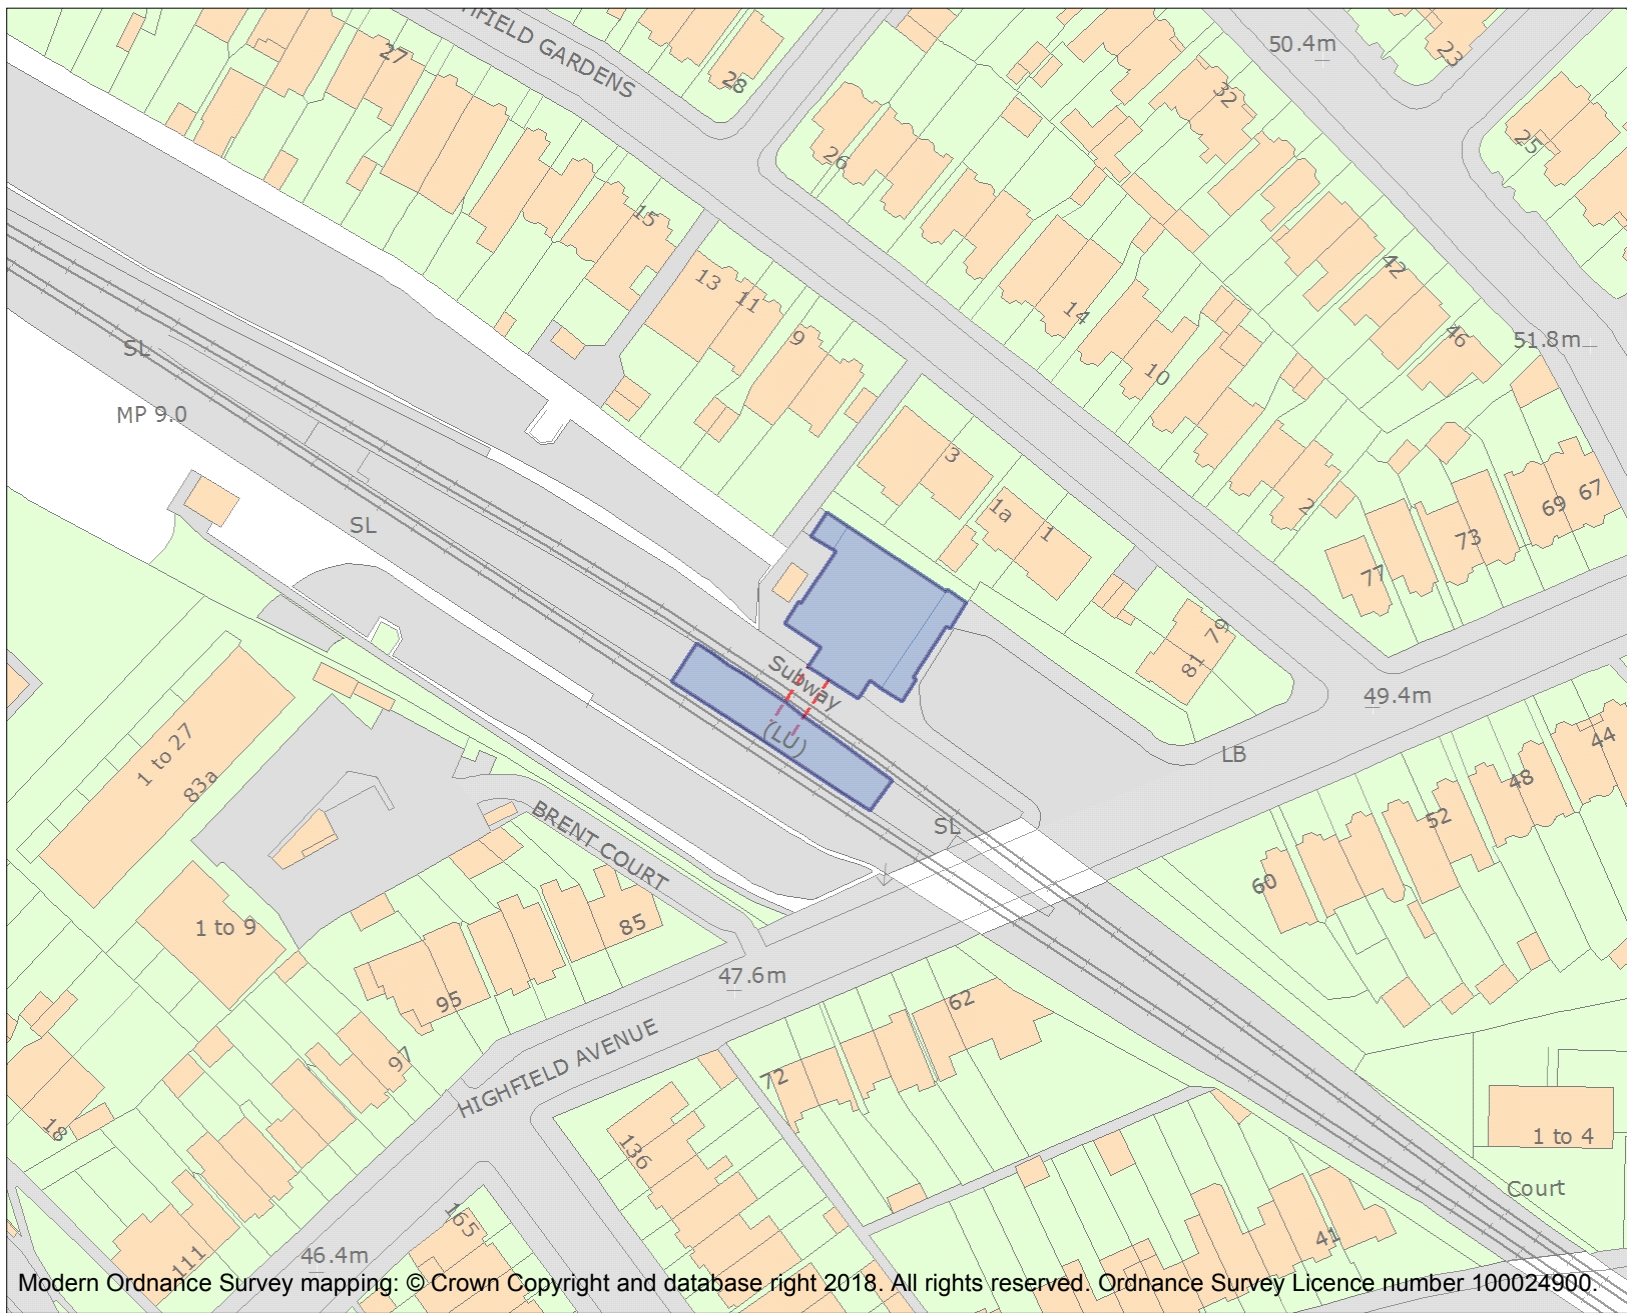 HFIELD GARDENS
27
28
50.4m
23
32
26
25
15
13
11
9
42
14
46
51.8m
10
SL
MP 9.0
3
1a
1
2
77
73
69
67
SL
79
81
49.4m
Subway
(LU)
1 to 27
83a
LB
44
48
52
SL
BRENT COURT
60
1 to 9
85
95
47.6m
62
HIGHFIELD AVENUE
97
72
18
136
1 to 4
Court
165
41
111
46.4m
Modern Ordnance Survey mapping: © Crown Copyright and database right 2018. All rights reserved. Ordnance Survey Licence number 100024900.